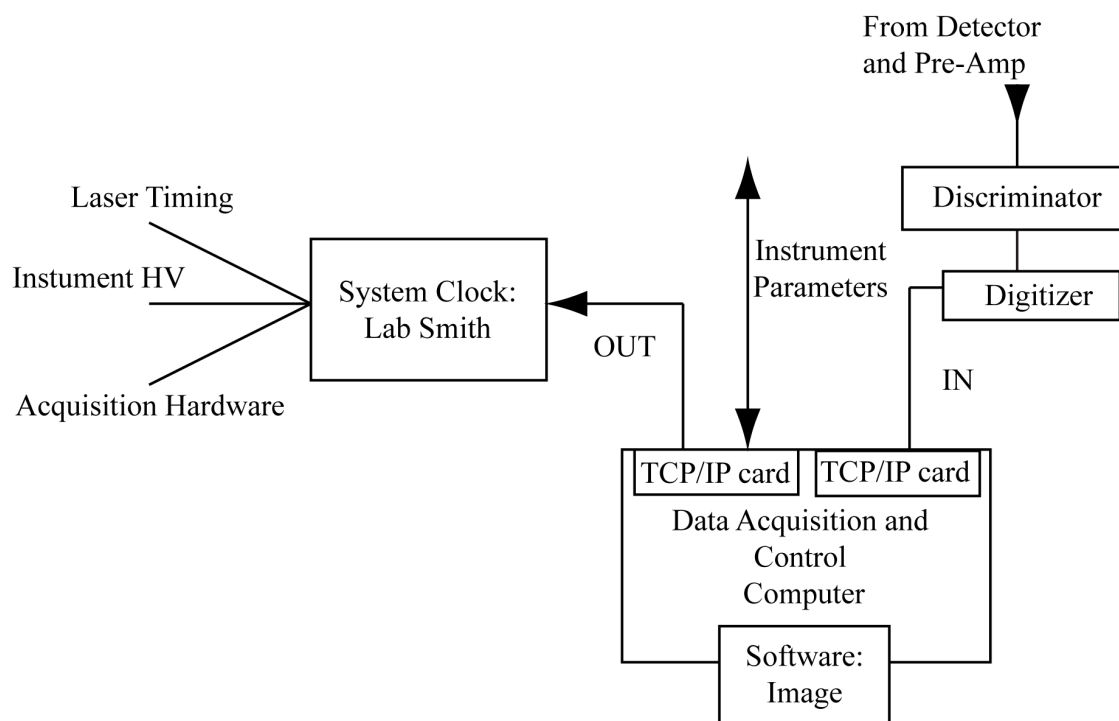 From Detector
and Pre-Amp
Laser Timing
Discriminator
Instument HV
System Clock:
Lab Smith
Instrument
Parameters
Digitizer
OUT
IN
Acquisition Hardware
TCP/IP card
TCP/IP card
Data Acquisition and
Control
Computer
Software:
Image